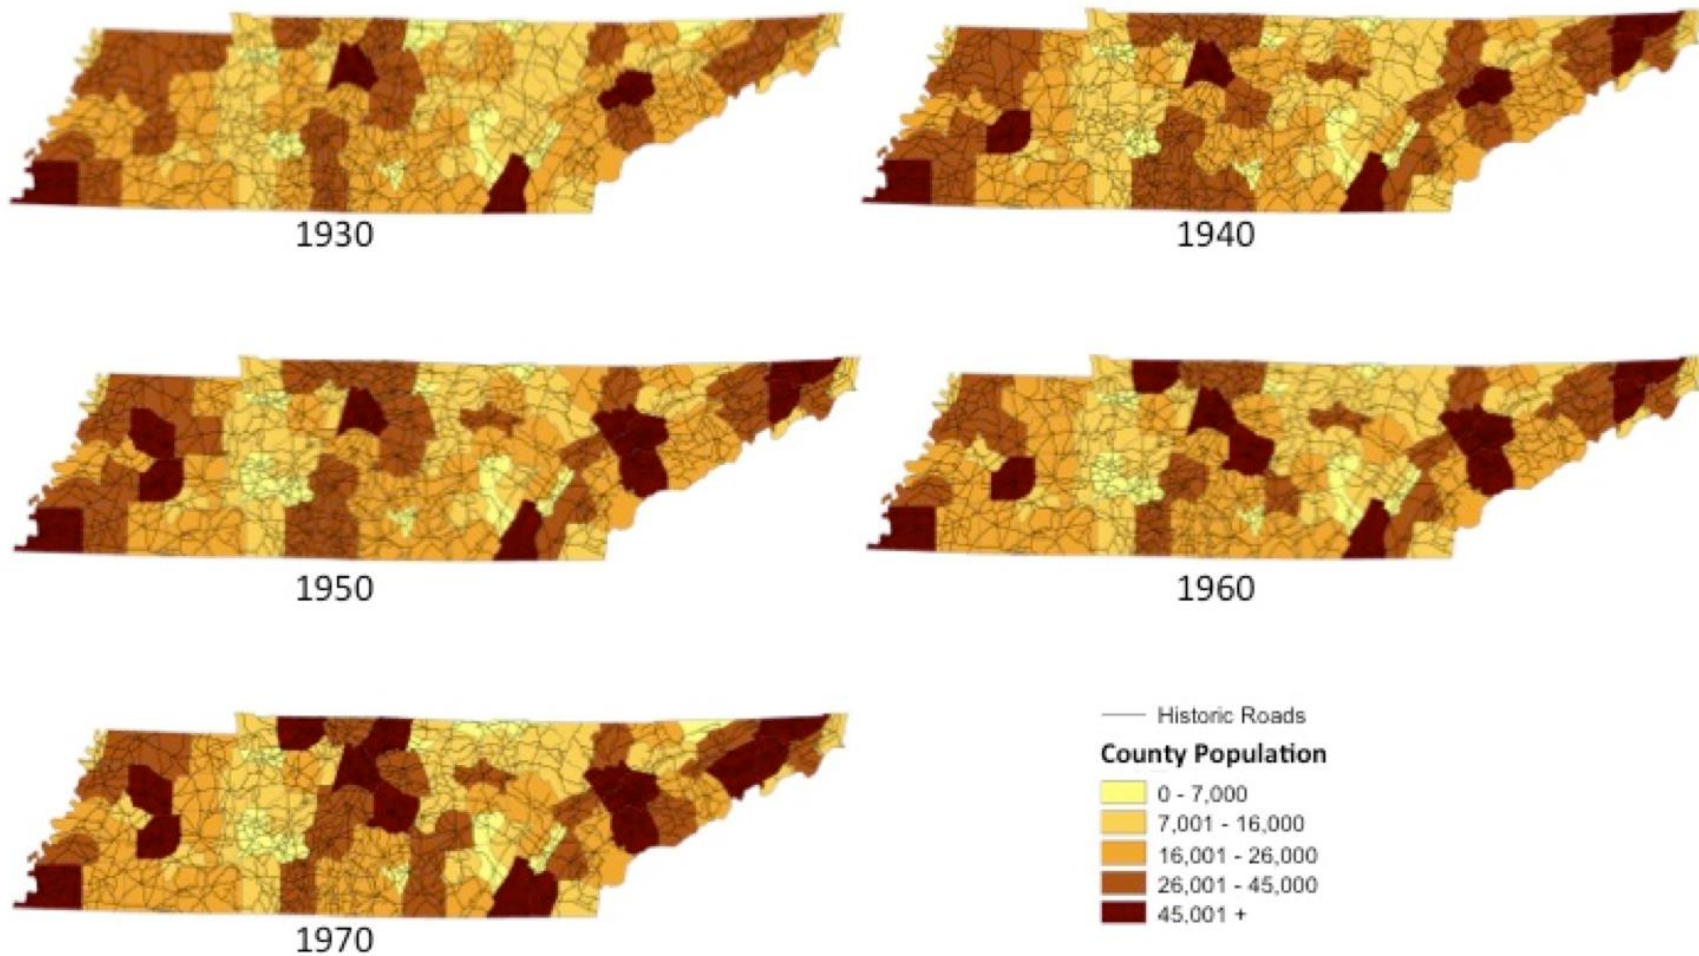 1930
1940
1950
1960
1970
Historic Roads
County Population
0 - 7,000
7,001 - 16,000
16,001 - 26,000
26,001 - 45,000
45,001 +